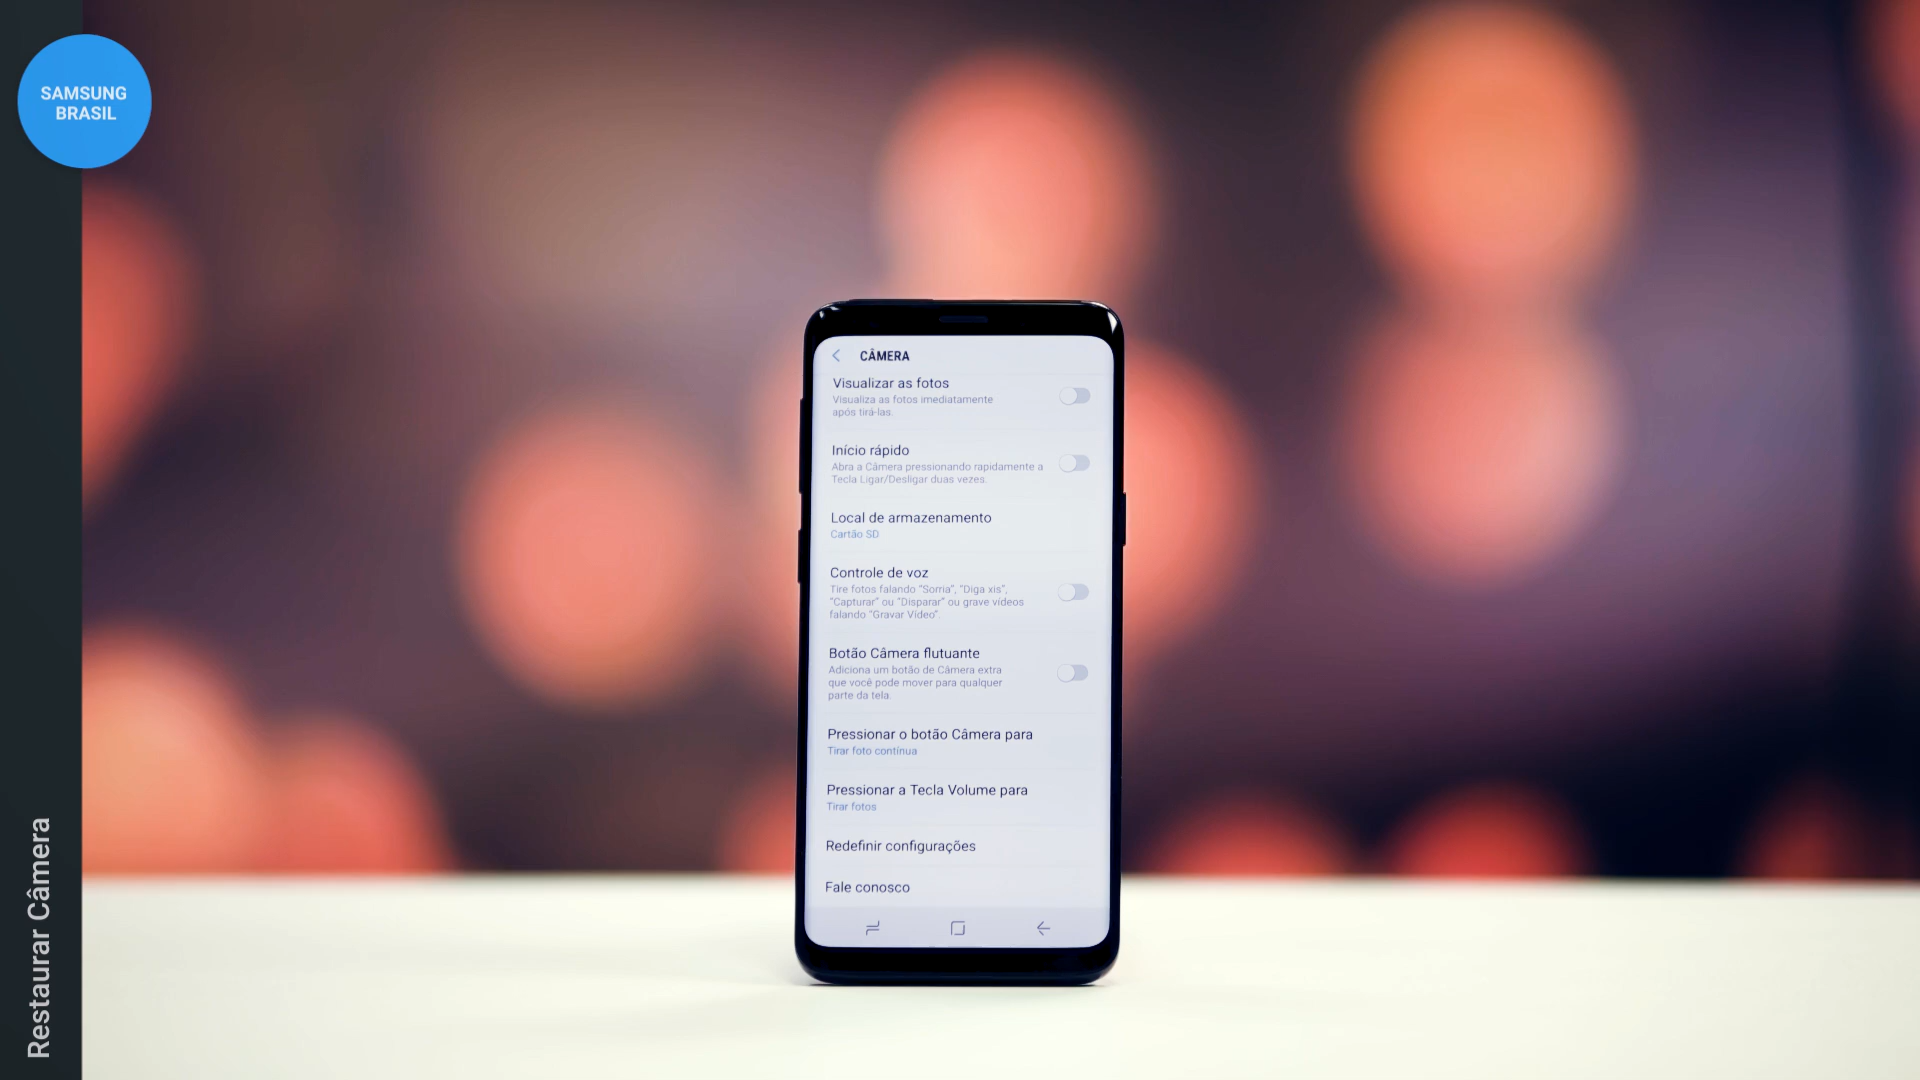 SAMSUNG
BRASIL
Restaurar Câmera
CÂMERA
Visualizar as fotos
Visualiza as fotos imediatamente
após tirá-las.
Início rápido
Abra a Câmera pressionando rapidamente a
Tecla Ligar/Desligar duas vezes.
Local de armazenamento
Cartão SD
Controle de voz
Tire fotos falando “Sorria”, “Diga xis”,
“Capturar” ou “Disparar” ou grave vídeos
falando “Gravar Vídeo”.
Botão Câmera flutuante
Adiciona um botão de Câmera extra
que você pode mover para qualquer
parte da tela.
Pressionar o botão Câmera para
Tirar foto contínua
Pressionar a Tecla Volume para
Tirar fotos
Redefinir configurações
Fale conosco